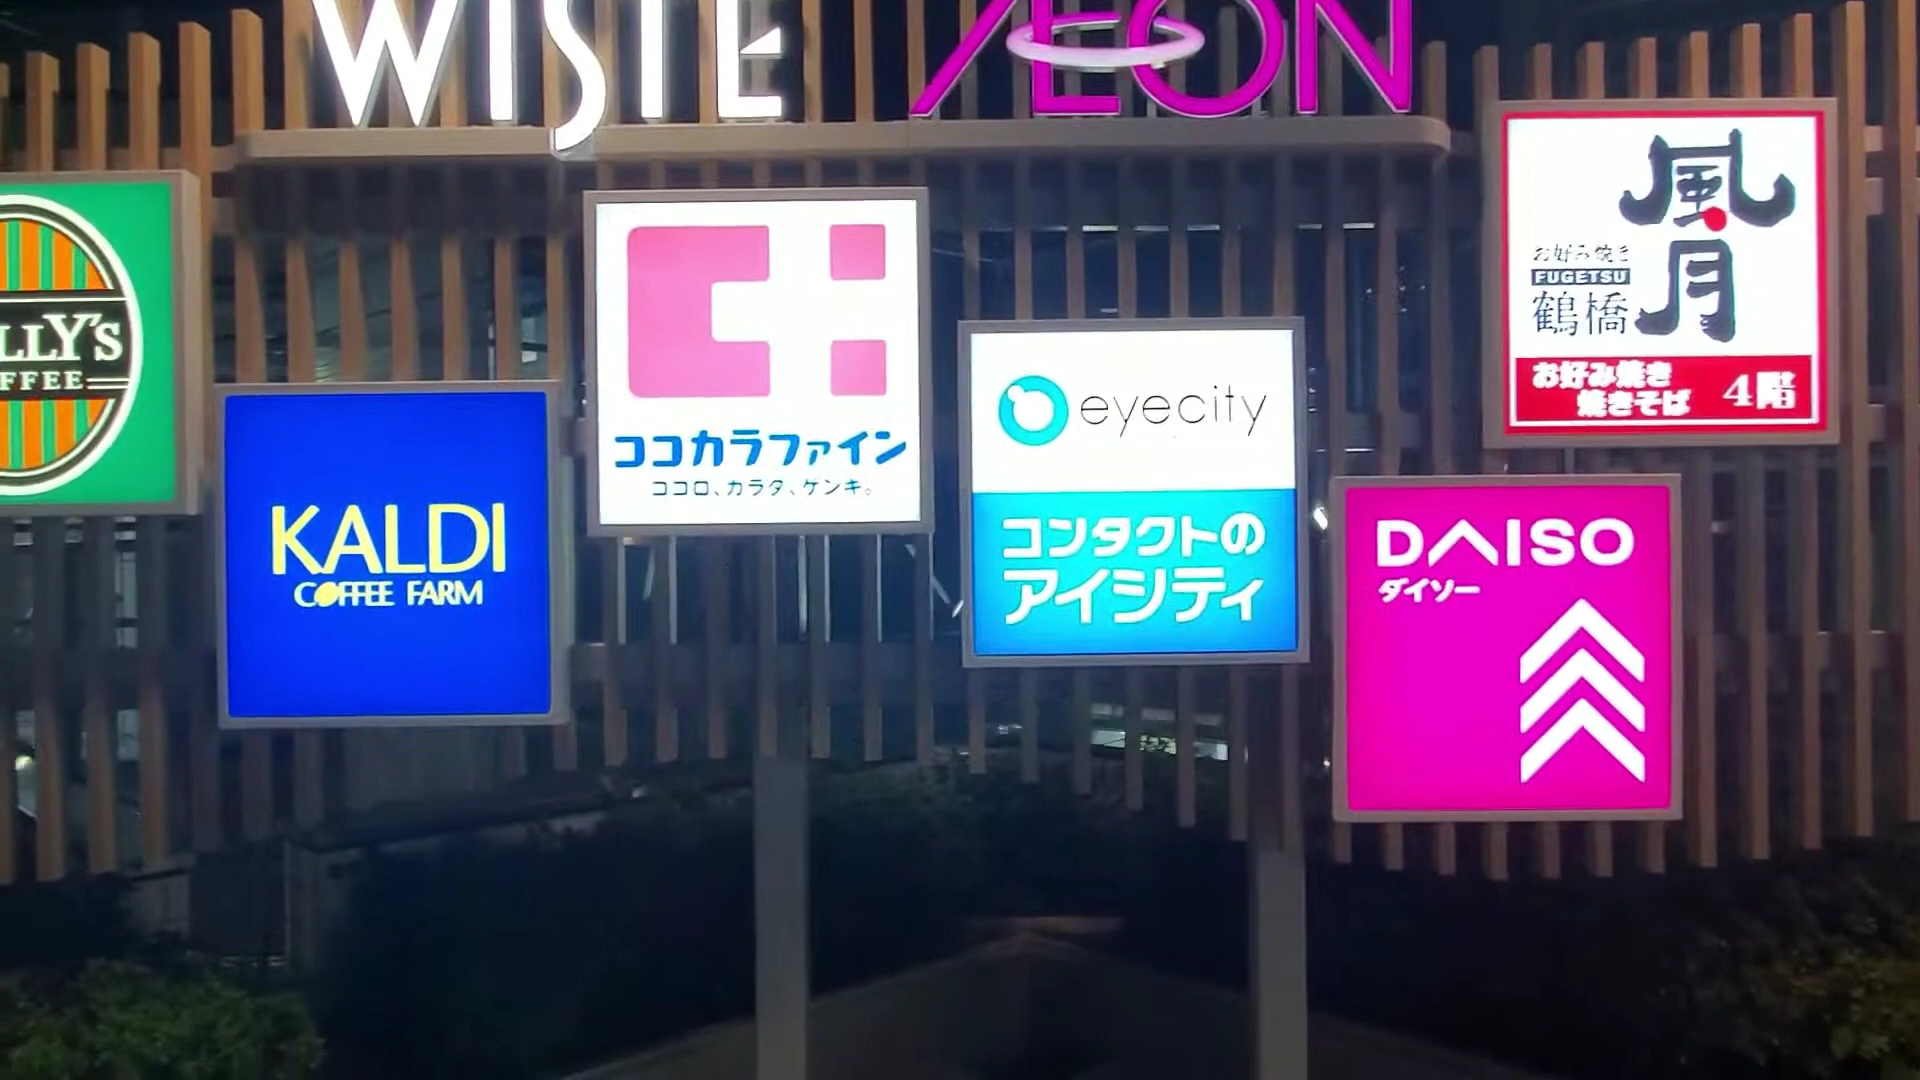 WISTE
ÆON
LLY'S
FFEE
KALDI
COFFEE FARM
ココカラファイン
ココロ、カラダ、ゲンキ。
eyecity
コンタクトの
アイシティ
風月
お好み焼き
FUGETSU
鶴橋
お好み焼き
焼きそば
4階
DAISO
ダイソー